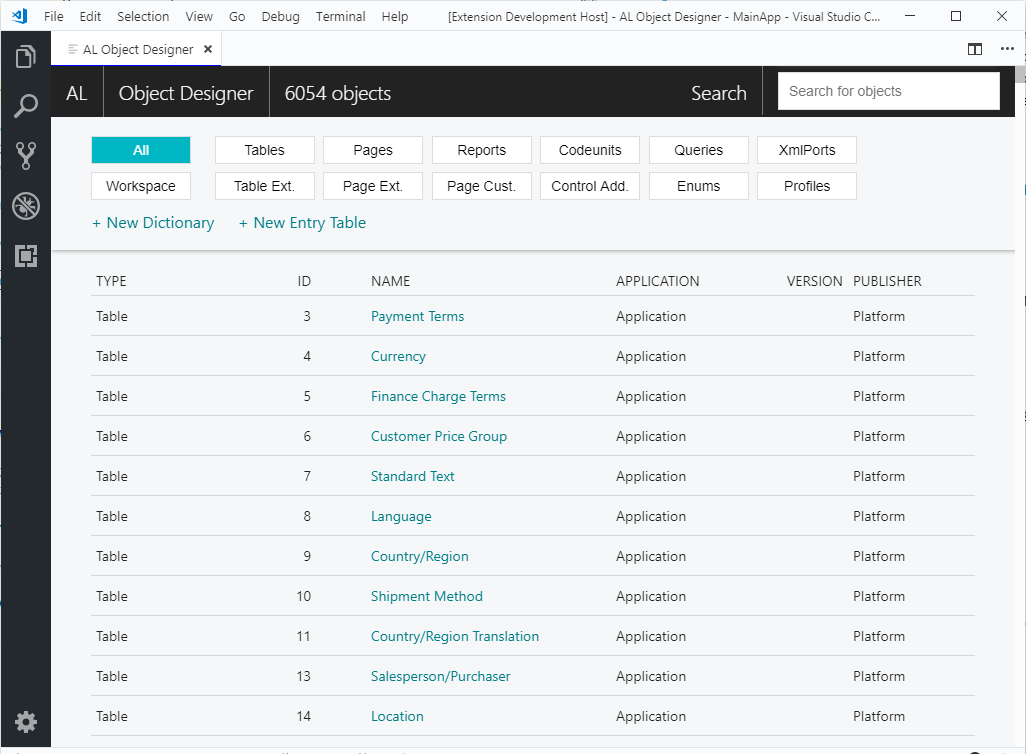 File Edit Selection View Go Debug Terminal Help [Extension Development Host] - AL Object Designer - MainApp - Visual Studio C...
AL Object Designer
AL Object Designer 6054 objects Search Search for objects
All Tables Pages Reports Codeunits Queries XmlPorts
Workspace Table Ext. Page Ext. Page Cust. Control Add. Enums Profiles
+ New Dictionary + New Entry Table
TYPE ID NAME APPLICATION VERSION PUBLISHER
Table 3 Payment Terms Application Platform
Table 4 Currency Application Platform
Table 5 Finance Charge Terms Application Platform
Table 6 Customer Price Group Application Platform
Table 7 Standard Text Application Platform
Table 8 Language Application Platform
Table 9 Country/Region Application Platform
Table 10 Shipment Method Application Platform
Table 11 Country/Region Translation Application Platform
Table 13 Salesperson/Purchaser Application Platform
Table 14 Location Application Platform